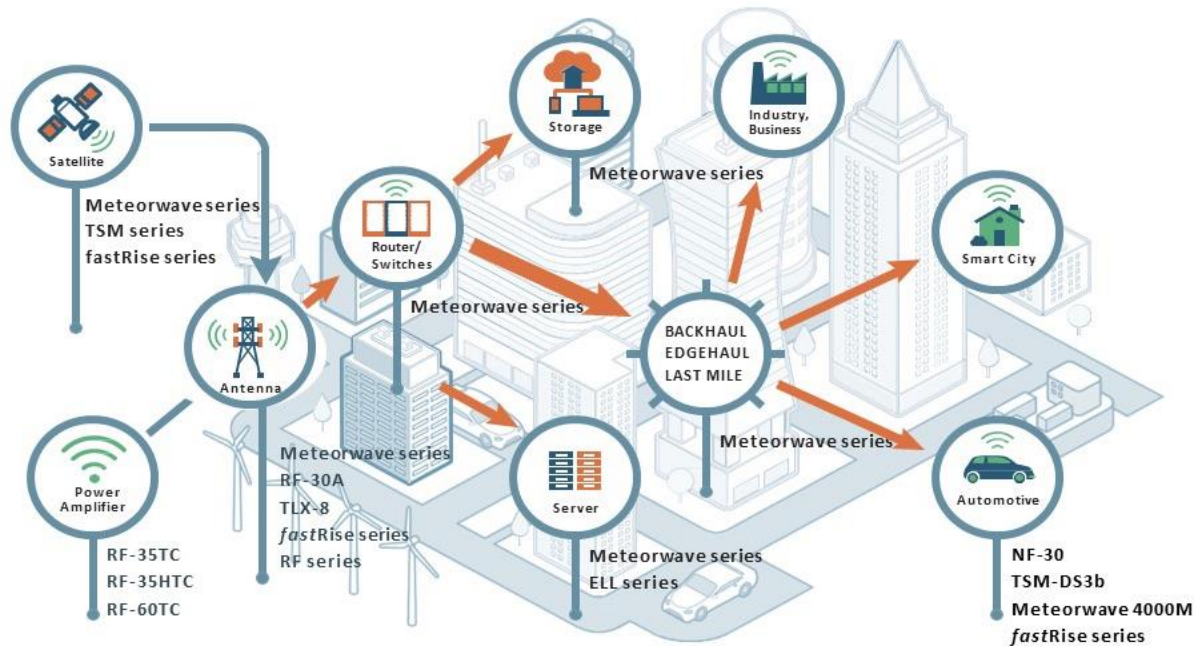 Satellite
Meteorwave series
TSM series
fastRise series
Storage
Meteorwave series
Industry,
Business
Router/
Switches
Meteorwave series
Smart City
Antenna
Meteorwave series
RF-30A
TLX-8
fastRise series
RF series
BACKHAUL
EDGEHAUL
LAST MILE
Meteorwave series
Power
Amplifier
RF-35TC
RF-35HTC
RF-60TC
Server
Meteorwave series
ELL series
Automotive
NF-30
TSM-DS3b
Meteorwave 4000M
fastRise series